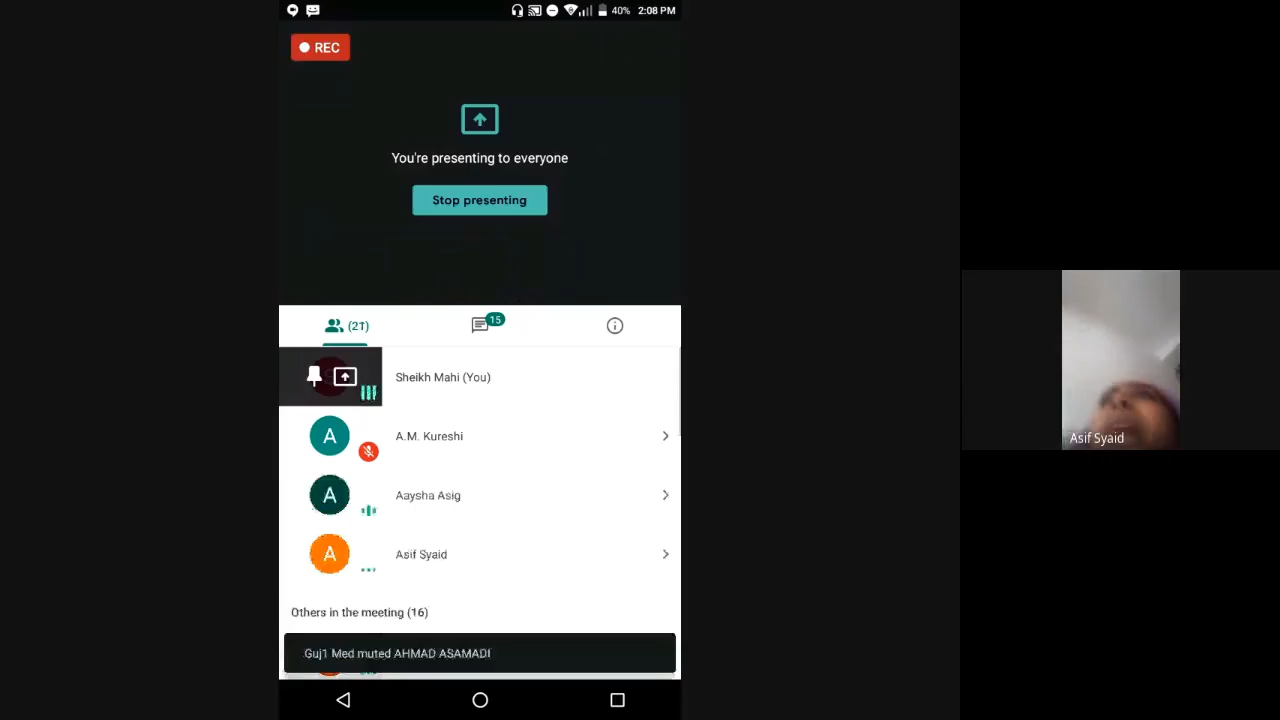 40% 2:08 PM
REC
You're presenting to everyone
Stop presenting
(21)
15
Sheikh Mahi (You)
A A.M. Kureshi
A Aaysha Asig
A Asif Syaid
Others in the meeting (16)
Guj1 Med muted AHMAD ASAMADI
Asif Syaid